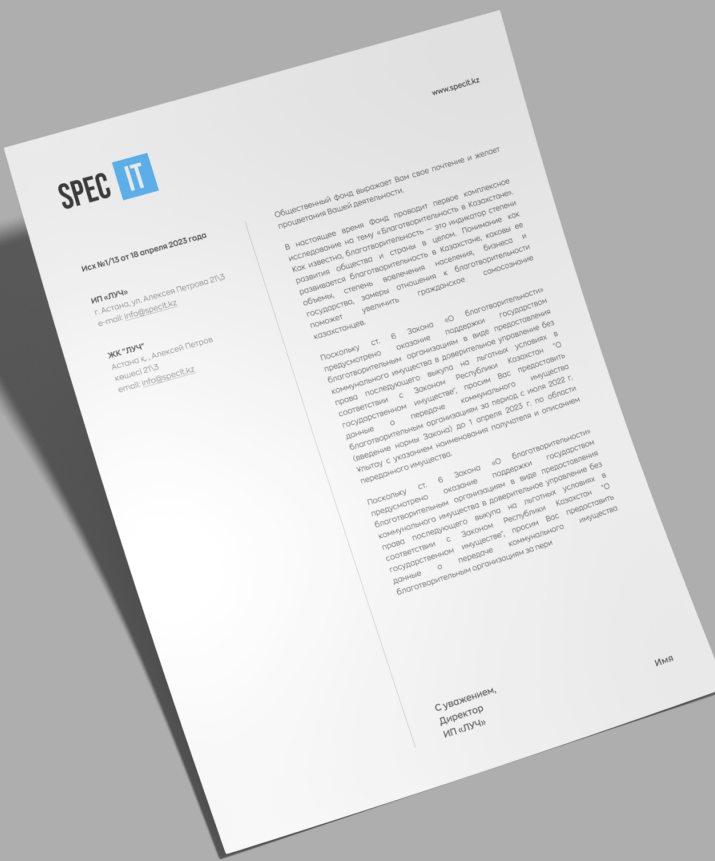 www.specit.kz
SPEC IT
Исх №1/13 от 18 апреля 2023 года
ИП «ЛУЧ»
г. Астана, ул. Алексея Петрова 21\3
e-mail: info@specit.kz
ЖК "ЛУЧ"
Астана қ, , Алексей Петров
көшесі 21\3
email: info@specit.kz
Общественный фонд выражает Вам свое почтение и желает
процветания Вашей деятельности.
В настоящее время Фонд проводит первое комплексное
исследование на тему «Благотворительность в Казахстане».
Как известно, благотворительность — это индикатор степени
развития общества и страны в целом. Понимание как
развивается благотворительность в Казахстане, каковы ее
объемы, степень вовлечения населения, бизнеса и
государства, замеры отношения к благотворительности
поможет увеличить гражданское самосознание
казахстанцев.
Поскольку ст. 6 Закона «О благотворительности»
предусмотрено оказание поддержки государством
благотворительным организациям в виде предоставления
коммунального имущества в доверительное управление без
права последующего выкупа на льготных условиях в
соответствии с Законом Республики Казахстан "О
государственном имуществе", просим Вас предоставить
данные о передаче коммунального имущества
благотворительным организациям за период с июля 2022 г.
(введение нормы Закона) до 1 апреля 2023 г. по области
Ұлытау с указанием наименования получателя и описанием
переданного имущества.
Поскольку ст. 6 Закона «О благотворительности»
предусмотрено оказание поддержки государством
благотворительным организациям в виде предоставления
коммунального имущества в доверительное управление без
права последующего выкупа на льготных условиях в
соответствии с Законом Республики Казахстан "О
государственном имуществе", просим Вас предоставить
данные о передаче коммунального имущества
благотворительным организациям за пери
С уважением,
Директор
ИП «ЛУЧ»
Имя